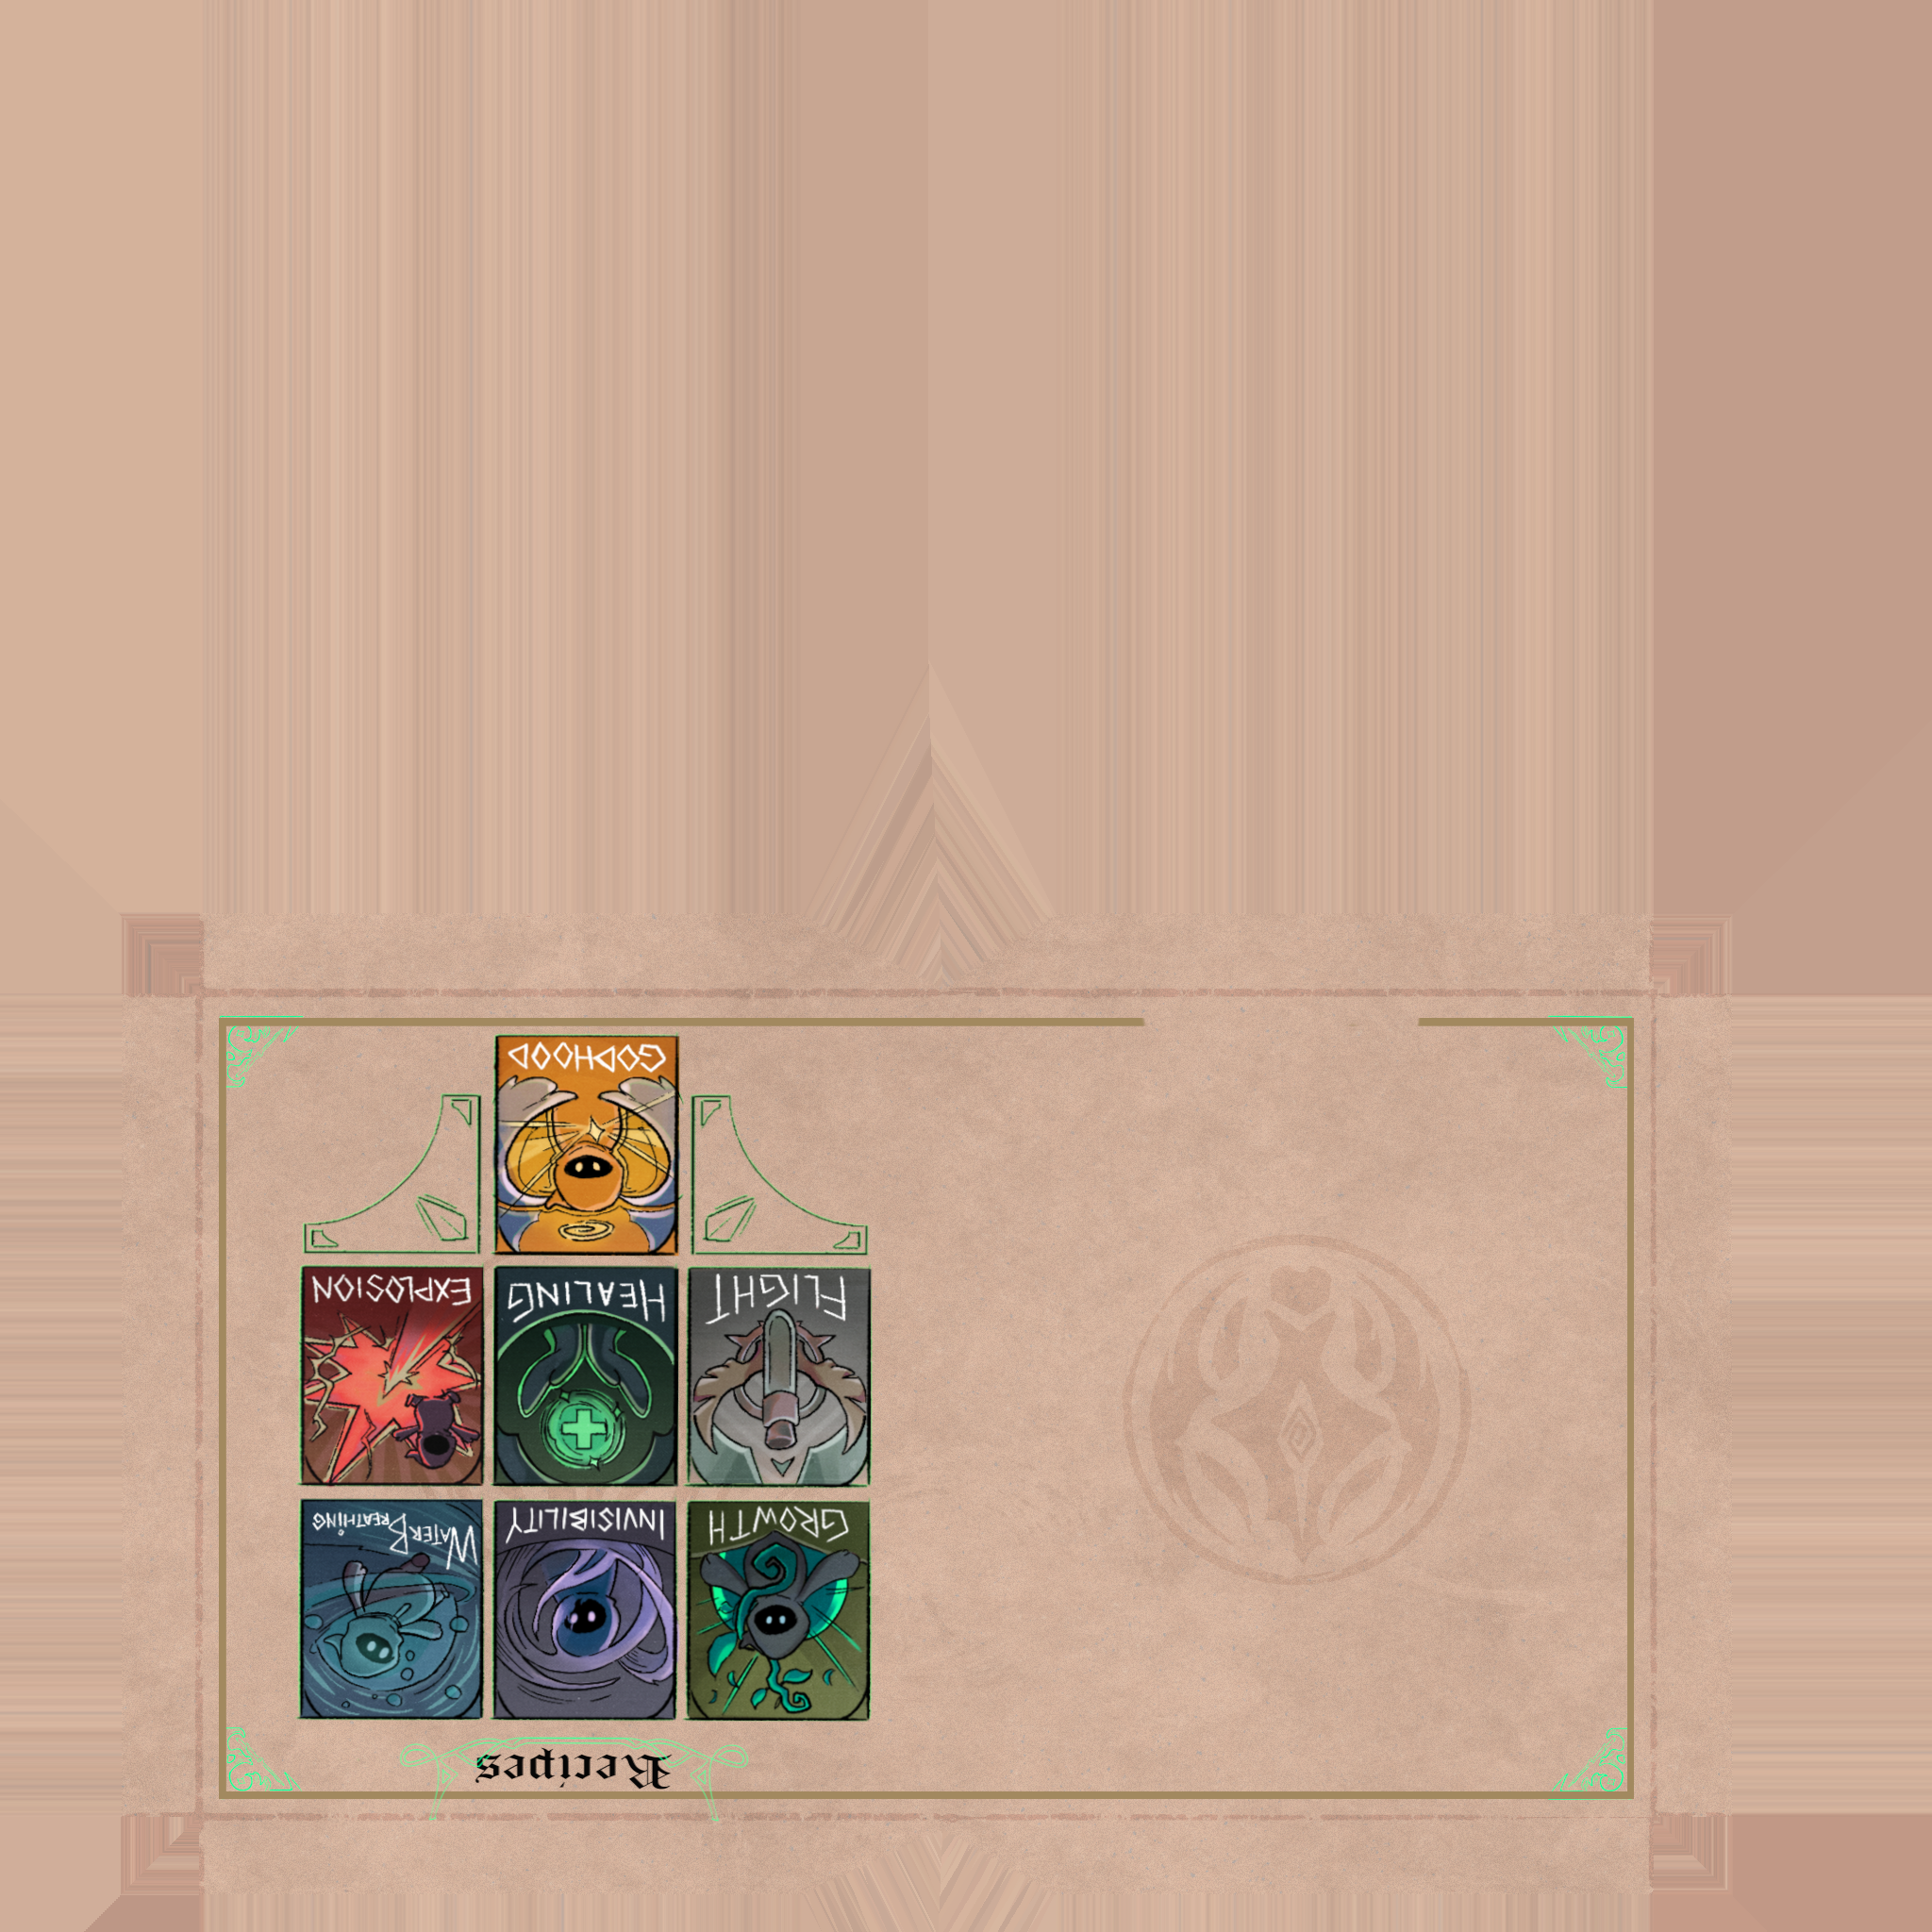 Recipes
GROWTH
INVISIBILITY
WATER BREATHING
FLIGHT
HEALING
EXPLOSION
GODHOOD